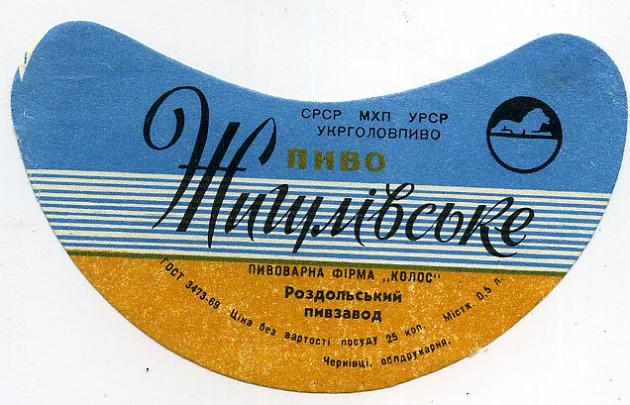 СРСР МХП УРСР
УКРГОЛОВПИВО
ПИВО
Жигулівське
ПИВОВАРНА ФІРМА „КОЛОС"
Роздольський
пивзавод
ГОСТ 3473-69 Ціна без вартості посуду 25 коп. Містк. 0,5 л.
Чернівці, облдрукарня.